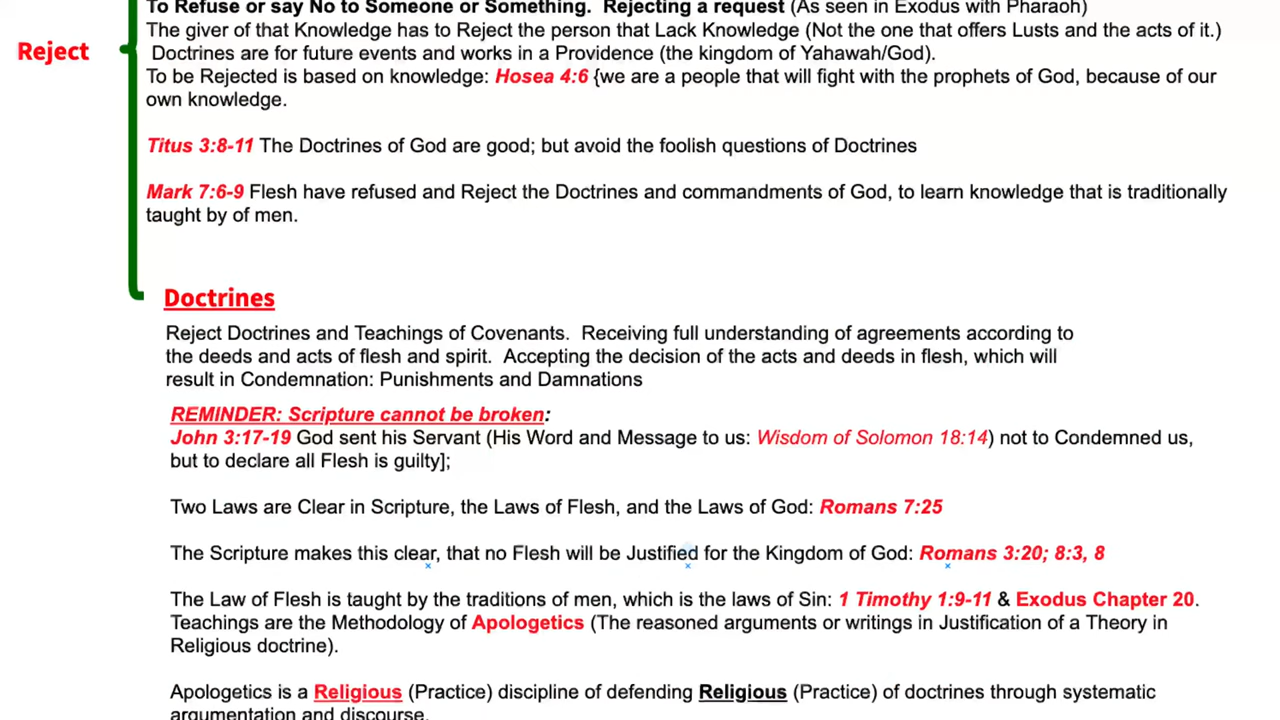 To Refuse or say No to Someone or Something.  Rejecting a request (As seen in Exodus with Pharaoh)
The giver of that Knowledge has to Reject the person that Lack Knowledge (Not the one that offers Lusts and the acts of it.)
Reject
Doctrines are for future events and works in a Providence (the kingdom of Yahawah/God).
To be Rejected is based on knowledge: Hosea 4:6 {we are a people that will fight with the prophets of God, because of our
own knowledge.
Titus 3:8-11 The Doctrines of God are good; but avoid the foolish questions of Doctrines
Mark 7:6-9 Flesh have refused and Reject the Doctrines and commandments of God, to learn knowledge that is traditionally
taught by of men.
Doctrines
Reject Doctrines and Teachings of Covenants.  Receiving full understanding of agreements according to
the deeds and acts of flesh and spirit.  Accepting the decision of the acts and deeds in flesh, which will
result in Condemnation: Punishments and Damnations
REMINDER: Scripture cannot be broken:
John 3:17-19 God sent his Servant (His Word and Message to us: Wisdom of Solomon 18:14) not to Condemned us,
but to declare all Flesh is guilty];
Two Laws are Clear in Scripture, the Laws of Flesh, and the Laws of God: Romans 7:25
The Scripture makes this clear, that no Flesh will be Justified for the Kingdom of God: Romans 3:20; 8:3, 8
The Law of Flesh is taught by the traditions of men, which is the laws of Sin: 1 Timothy 1:9-11 & Exodus Chapter 20.
Teachings are the Methodology of Apologetics (The reasoned arguments or writings in Justification of a Theory in
Religious doctrine).
Apologetics is a Religious (Practice) discipline of defending Religious (Practice) of doctrines through systematic
argumentation and discourse.